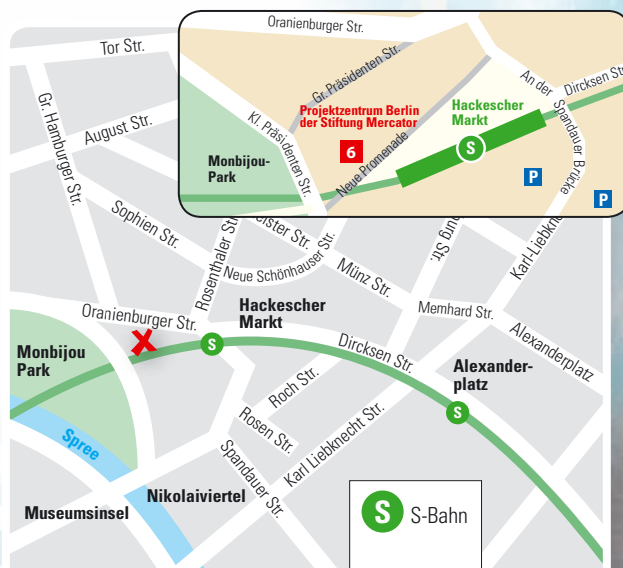 Oranienburger Str.
Gr. Präsidenten Str.
An der
Spandauer Brücke
Dircksen Str.
Projektzentrum Berlin
der Stiftung Mercator
6
Hackescher
Markt
S
Kl. Präsidenten Str.
Neue Promenade
Monbijou-
Park
P
P
Tor Str.
Gr. Hamburger Str.
August Str.
Sophien Str.
Rosenthaler Str.
Neue Schönhauser Str.
Münz Str.
Karl-Liebkn
Memhard Str.
Alexanderplatz
Oranienburger Str.
X
Hackescher
Markt
S
Dircksen Str.
Monbijou
Park
Alexander-
platz
S
Roch Str.
Rosen Str.
Karl Liebknecht Str.
Spandauer Str.
Spree
Nikolaiviertel
Museumsinsel
S S-Bahn